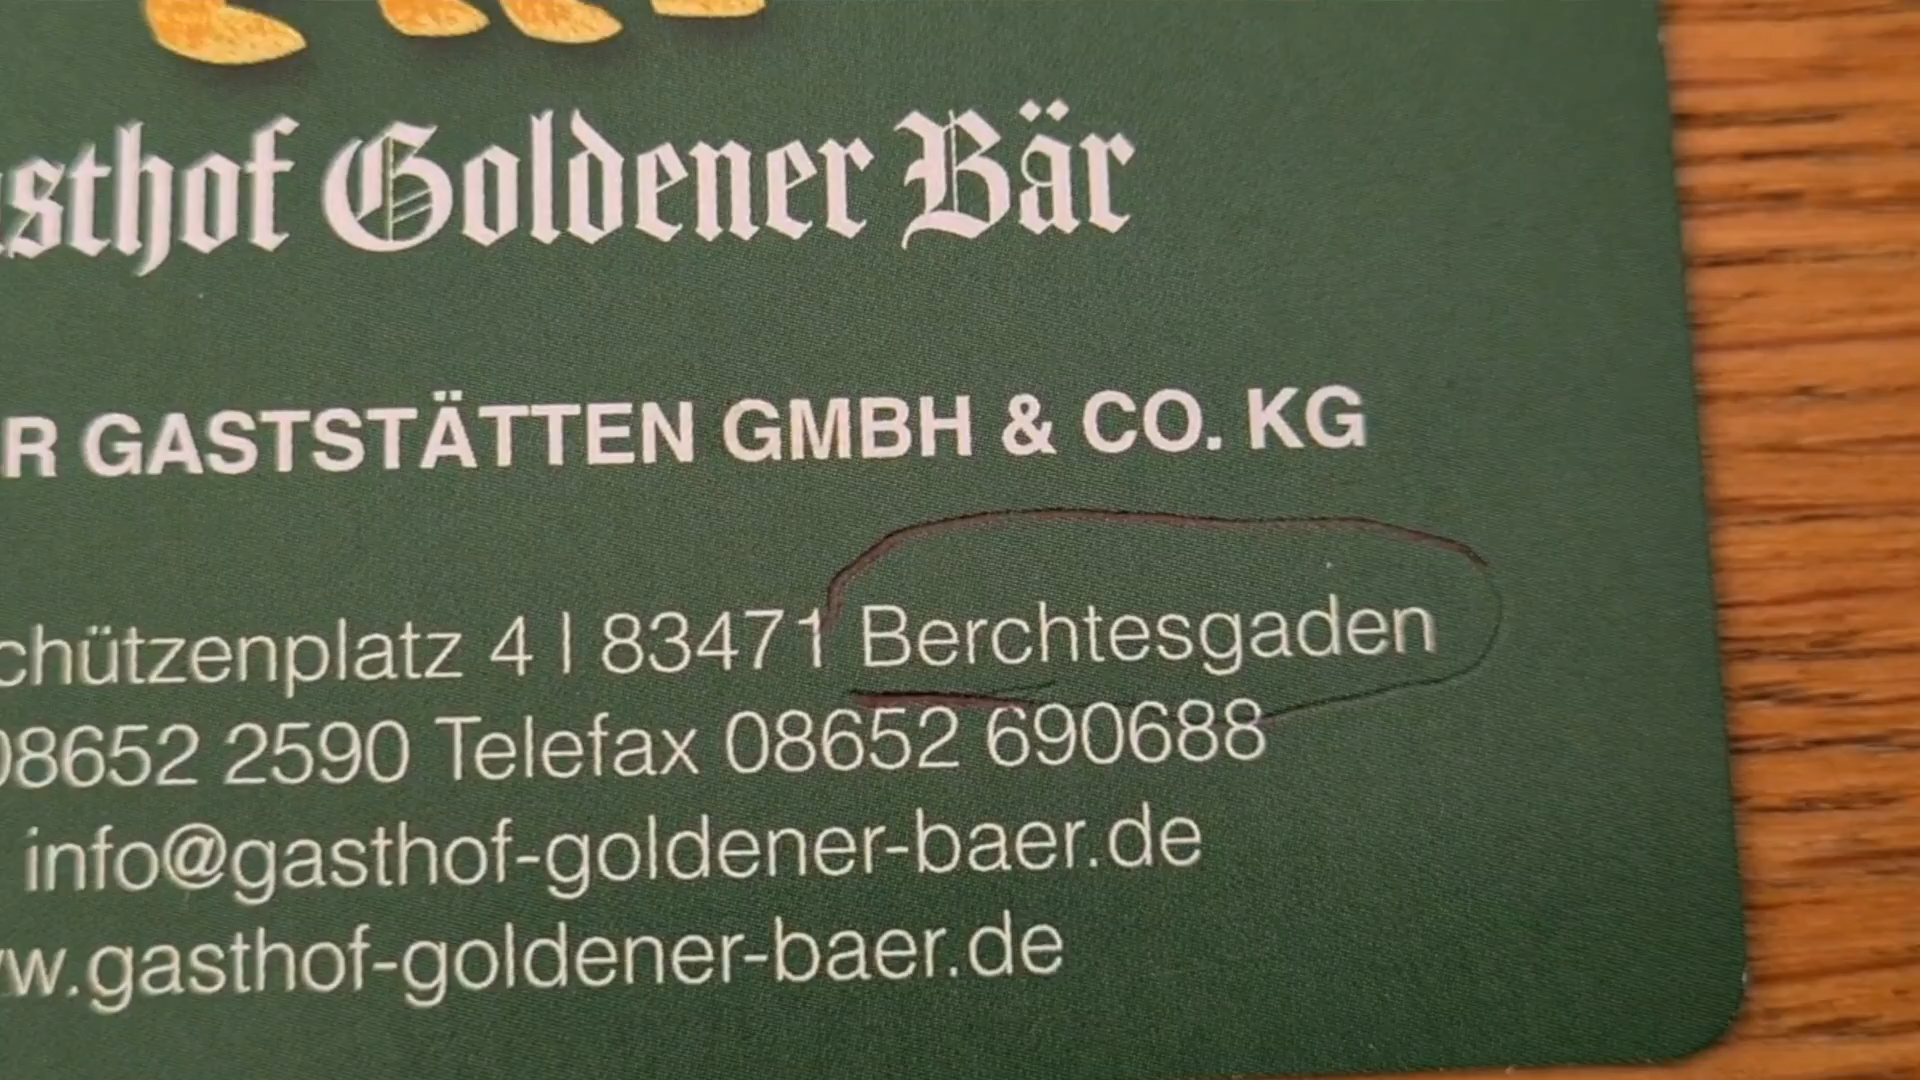 asthof Goldener Bär
R GASTSTÄTTEN GMBH & CO. KG
chützenplatz 4 | 83471 Berchtesgaden
08652 2590 Telefax 08652 690688
info@gasthof-goldener-baer.de
w.gasthof-goldener-baer.de